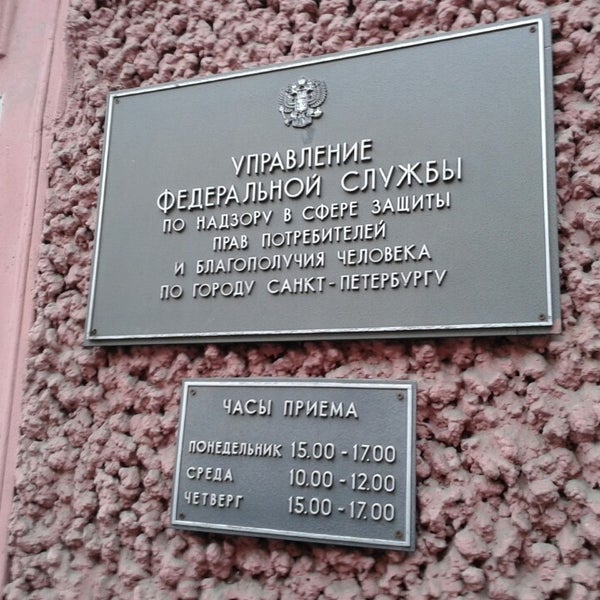 УПРАВЛЕНИЕ
ФЕДЕРАЛЬНОЙ СЛУЖБЫ
ПО НАДЗОРУ В СФЕРЕ ЗАЩИТЫ
ПРАВ ПОТРЕБИТЕЛЕЙ
И БЛАГОПОЛУЧИЯ ЧЕЛОВЕКА
ПО ГОРОДУ САНКТ-ПЕТЕРБУРГУ
ЧАСЫ ПРИЕМА
ПОНЕДЕЛЬНИК 15.00 - 17.00
СРЕДА 10.00 - 12.00
ЧЕТВЕРГ 15.00 - 17.00